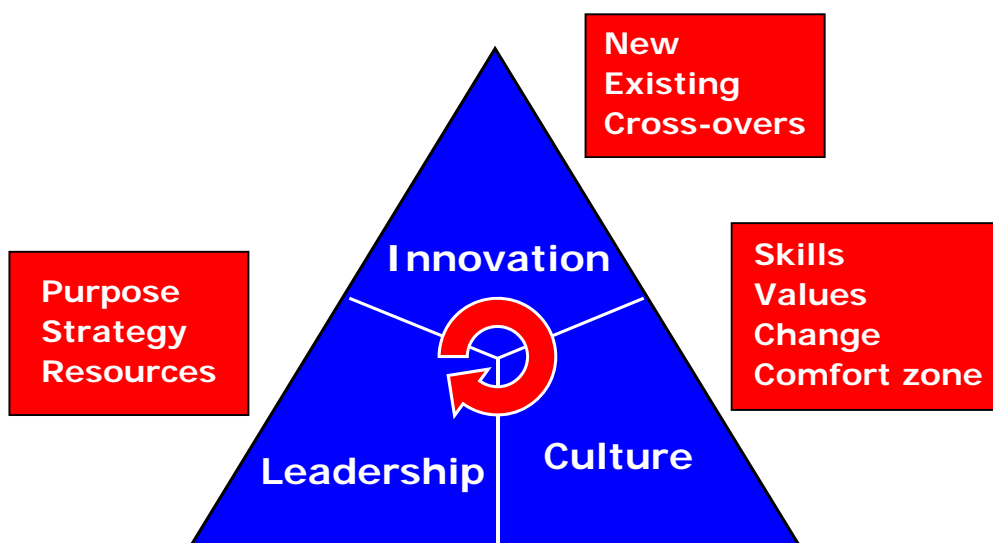 New
Existing
Cross-overs
Innovation
Skills
Values
Change
Comfort zone
Purpose
Strategy
Resources
Leadership
Culture